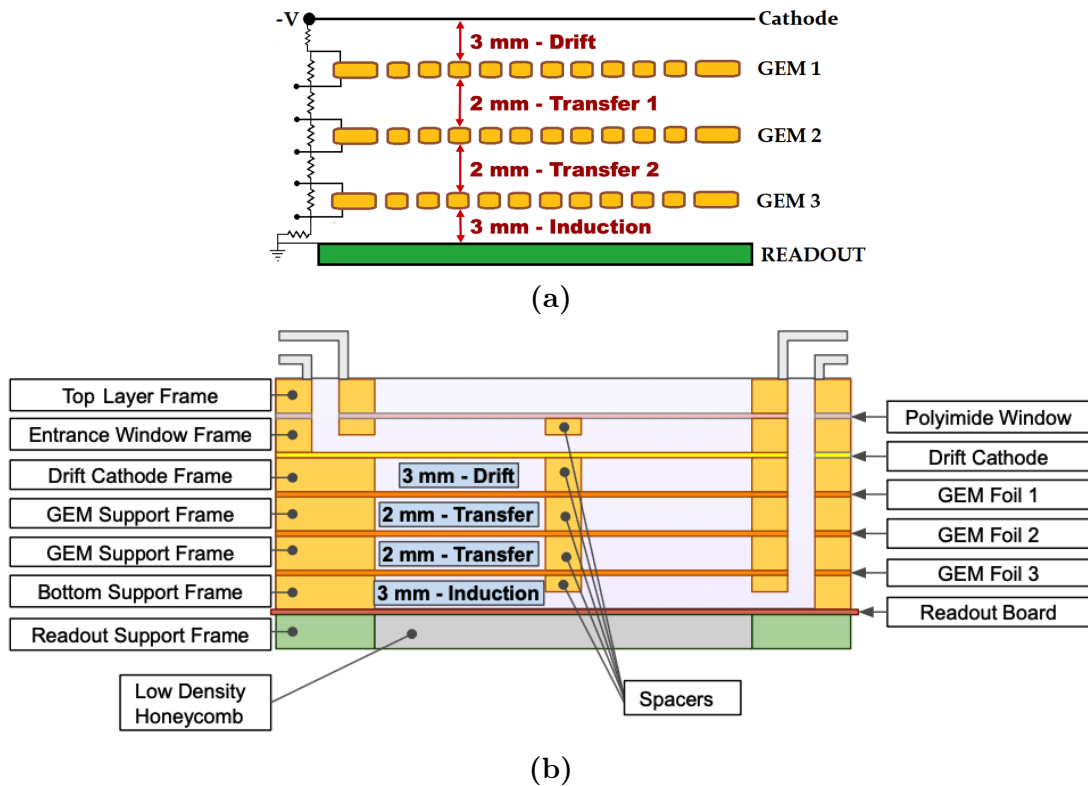 -V
Cathode
3 mm - Drift
GEM 1
2 mm - Transfer 1
GEM 2
2 mm - Transfer 2
GEM 3
3 mm - Induction
READOUT
(a)
Top Layer Frame
Polyimide Window
Entrance Window Frame
Drift Cathode
Drift Cathode Frame
3 mm - Drift
GEM Foil 1
GEM Support Frame
2 mm - Transfer
GEM Foil 2
GEM Support Frame
2 mm - Transfer
GEM Foil 3
Bottom Support Frame
3 mm - Induction
Readout Board
Readout Support Frame
Low Density
Honeycomb
Spacers
(b)